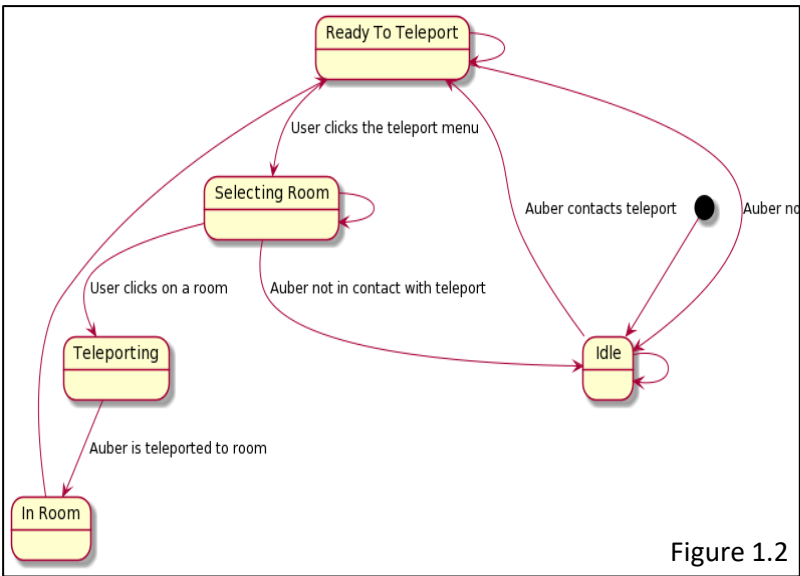 Ready To Teleport
User clicks the teleport menu
Selecting Room
Auber contacts teleport
Auber no
User clicks on a room
Auber not in contact with teleport
Teleporting
Idle
Auber is teleported to room
In Room
Figure 1.2